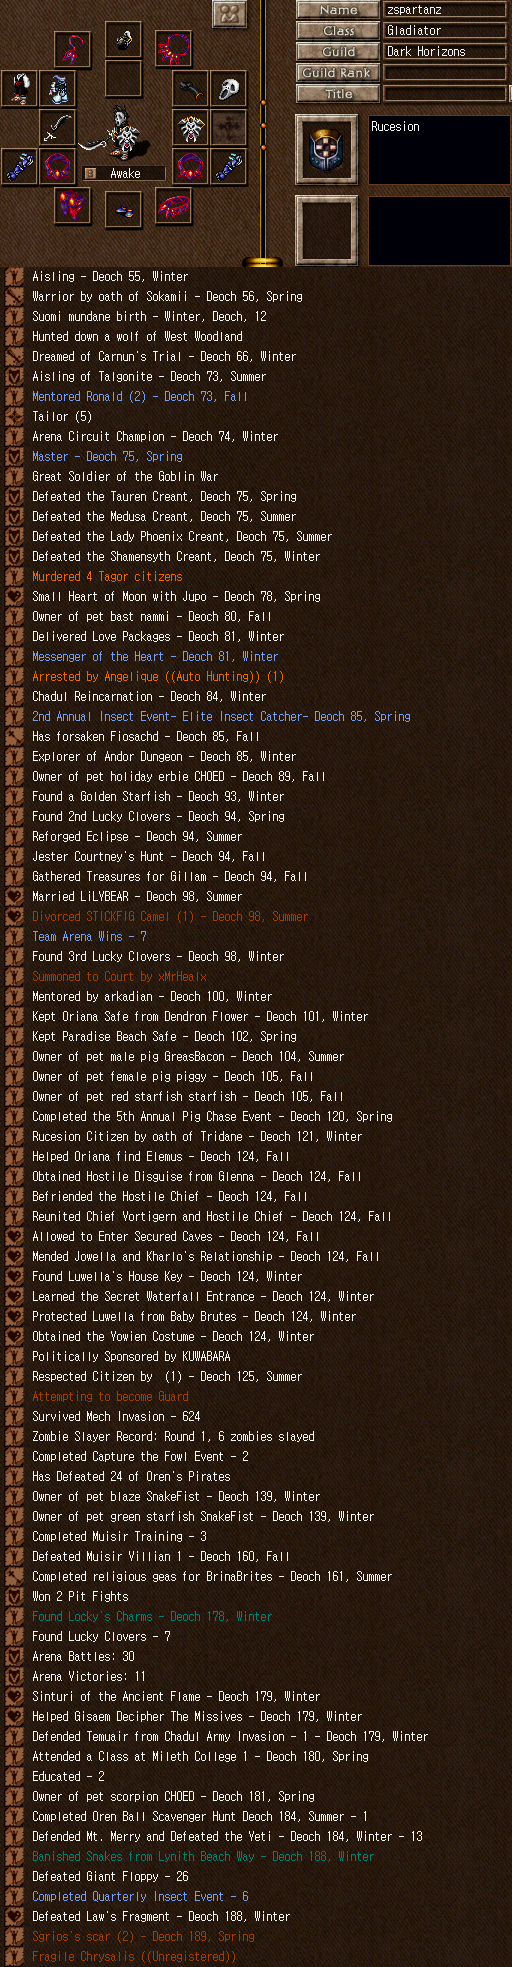 Name zspartanz
Class Gladiator
Guild Dark Horizons
Guild Rank
Title
Rucesion
Awake
Aisling - Deoch 55, Winter
Warrior by oath of Sokamii - Deoch 56, Spring
Suomi mundane birth - Winter, Deoch, 12
Hunted down a wolf of West Woodland
Dreamed of Carnun's Trial - Deoch 66, Winter
Aisling of Talgonite - Deoch 73, Summer
Mentored Ronald (2) - Deoch 73, Fall
Tailor (5)
Arena Circuit Champion - Deoch 74, Winter
Master - Deoch 75, Spring
Great Soldier of the Goblin War
Defeated the Tauren Creant, Deoch 75, Spring
Defeated the Medusa Creant, Deoch 75, Summer
Defeated the Lady Phoenix Creant, Deoch 75, Summer
Defeated the Shamensyth Creant, Deoch 75, Winter
Murdered 4 Tagor citizens
Small Heart of Moon with Jupo - Deoch 78, Spring
Owner of pet bast nammi - Deoch 80, Fall
Delivered Love Packages - Deoch 81, Winter
Messenger of the Heart - Deoch 81, Winter
Arrested by Angelique ((Auto Hunting)) (1)
Chadul Reincarnation - Deoch 84, Winter
2nd Annual Insect Event- Elite Insect Catcher- Deoch 85, Spring
Has forsaken Fiosachd - Deoch 85, Fall
Explorer of Andor Dungeon - Deoch 85, Winter
Owner of pet holiday erbie CHOED - Deoch 89, Fall
Found a Golden Starfish - Deoch 93, Winter
Found 2nd Lucky Clovers - Deoch 94, Spring
Reforged Eclipse - Deoch 94, Summer
Jester Courtney's Hunt - Deoch 94, Fall
Gathered Treasures for Gillam - Deoch 94, Fall
Married LiLYBEAR - Deoch 98, Summer
Divorced STICKFIG Camel (1) - Deoch 98, Summer
Team Arena Wins - 7
Found 3rd Lucky Clovers - Deoch 98, Winter
Summoned to Court by xMrHealx
Mentored by arkadian - Deoch 100, Winter
Kept Oriana Safe from Dendron Flower - Deoch 101, Winter
Kept Paradise Beach Safe - Deoch 102, Spring
Owner of pet male pig GreasBacon - Deoch 104, Summer
Owner of pet female pig piggy - Deoch 105, Fall
Owner of pet red starfish starfish - Deoch 105, Fall
Completed the 5th Annual Pig Chase Event - Deoch 120, Spring
Rucesion Citizen by oath of Tridane - Deoch 121, Winter
Helped Oriana find Elemus - Deoch 124, Fall
Obtained Hostile Disguise from Glenna - Deoch 124, Fall
Befriended the Hostile Chief - Deoch 124, Fall
Reunited Chief Vortigern and Hostile Chief - Deoch 124, Fall
Allowed to Enter Secured Caves - Deoch 124, Fall
Mended Jowella and Kharlo's Relationship - Deoch 124, Fall
Found Luwella's House Key - Deoch 124, Winter
Learned the Secret Waterfall Entrance - Deoch 124, Winter
Protected Luwella from Baby Brutes - Deoch 124, Winter
Obtained the Yowien Costume - Deoch 124, Winter
Politically Sponsored by KUWABARA
Respected Citizen by (1) - Deoch 125, Summer
Attempting to become Guard
Survived Mech Invasion - 624
Zombie Slayer Record: Round 1, 6 zombies slayed
Completed Capture the Fowl Event - 2
Has Defeated 24 of Oren's Pirates
Owner of pet blaze SnakeFist - Deoch 139, Winter
Owner of pet green starfish SnakeFist - Deoch 139, Winter
Completed Muisir Training - 3
Defeated Muisir Villian 1 - Deoch 160, Fall
Completed religious geas for BrinaBrites - Deoch 161, Summer
Won 2 Pit Fights
Found Locky's Charms - Deoch 178, Winter
Found Lucky Clovers - 7
Arena Battles: 30
Arena Victories: 11
Sinturi of the Ancient Flame - Deoch 179, Winter
Helped Gisaem Decipher The Missives - Deoch 179, Winter
Defended Temuair from Chadul Army Invasion - 1 - Deoch 179, Winter
Attended a Class at Mileth College 1 - Deoch 180, Spring
Educated - 2
Owner of pet scorpion CHOED - Deoch 181, Spring
Completed Oren Ball Scavenger Hunt Deoch 184, Summer - 1
Defended Mt. Merry and Defeated the Yeti - Deoch 184, Winter - 13
Banished Snakes from Lynith Beach Way - Deoch 188, Winter
Defeated Giant Floppy - 26
Completed Quarterly Insect Event - 6
Defeated Law's Fragment - Deoch 188, Winter
Sgrios's scar (2) - Deoch 189, Spring
Fragile Chrysalis ((Unregistered))